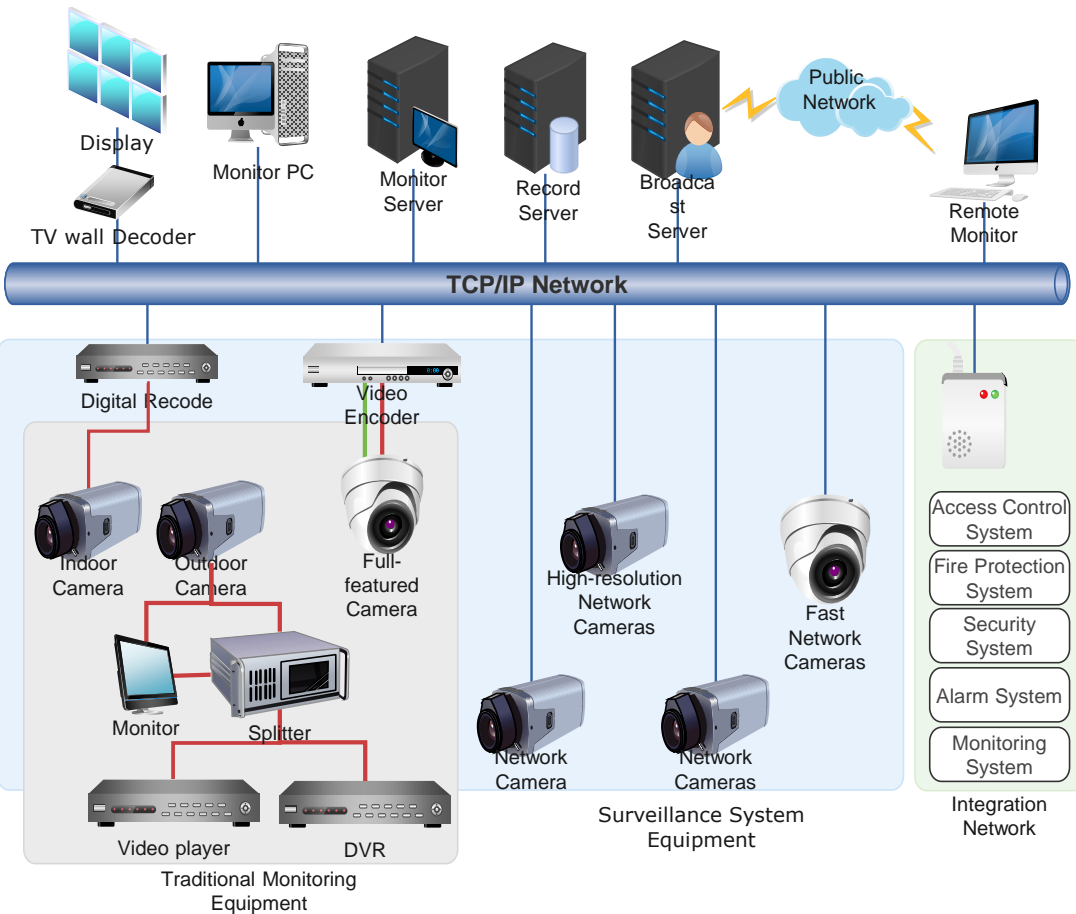 Public
Network
Display
Monitor PC
Monitor
Server
Record
Server
Broadca
st
Server
Remote
Monitor
TV wall Decoder
TCP/IP Network
Digital Recode
Video
Encoder
8:00
Indoor
Camera
Outdoor
Camera
Full-
featured
Camera
High-resolution
Network
Cameras
Fast
Network
Cameras
Access Control
System
Fire Protection
System
Security
System
Alarm System
Monitoring
System
Monitor
Splitter
Network
Camera
Network
Cameras
Video player
DVR
Surveillance System
Equipment
Integration
Network
Traditional Monitoring
Equipment